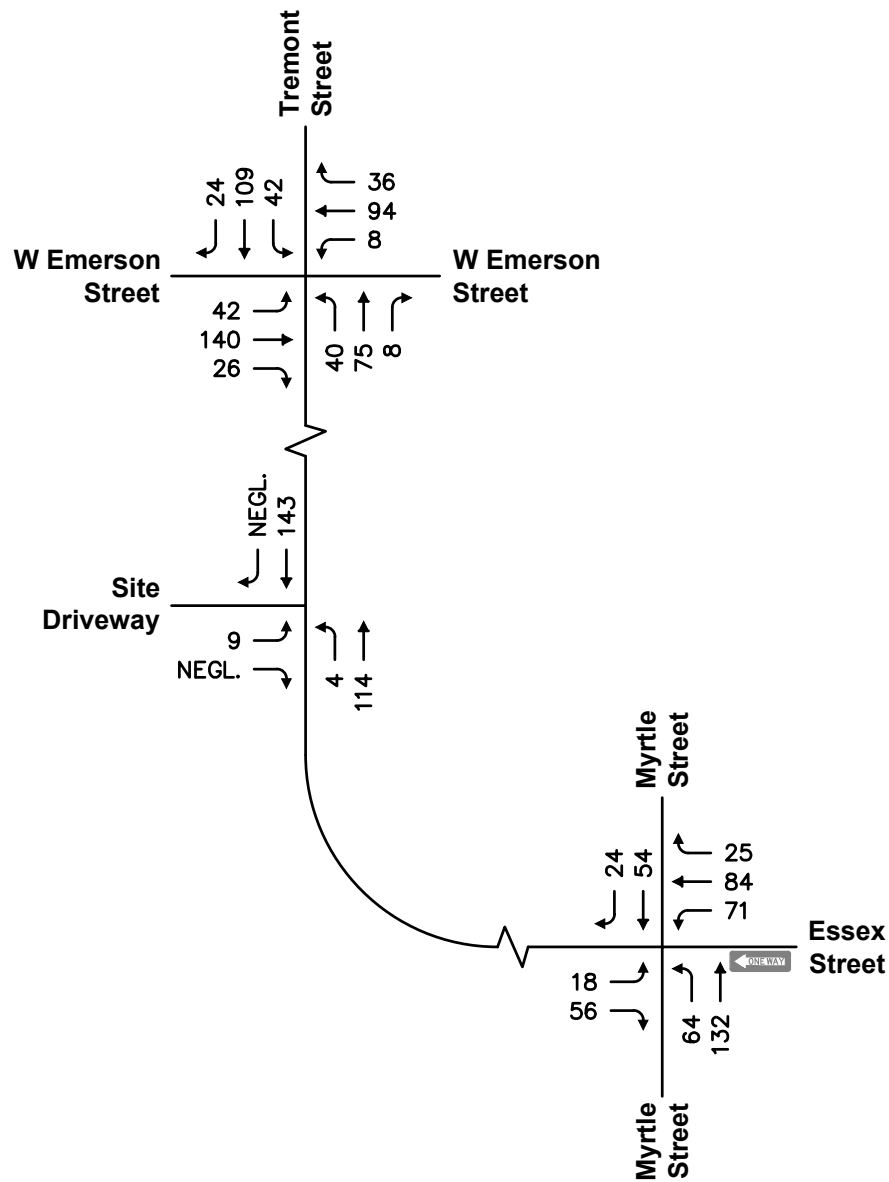 Tremont
Street
24
109
42
36
94
8
W Emerson
Street
W Emerson
Street
42
140
26
40
75
8
NEGL.
143
Site
Driveway
9
NEGL.
4
114
Myrtle
Street
24
54
25
84
71
Essex
Street
ONE WAY
18
56
64
132
Myrtle
Street